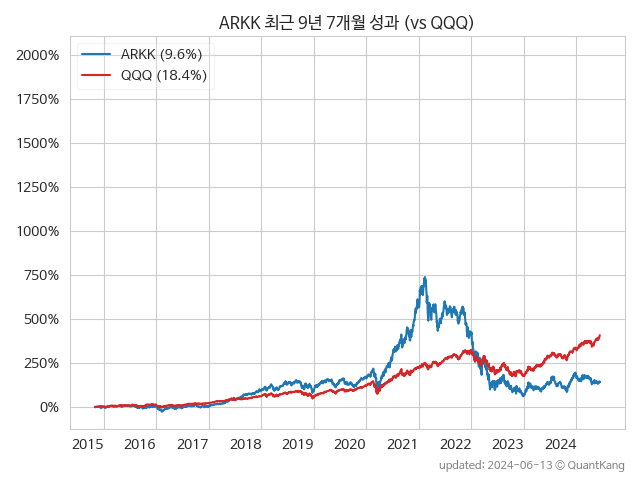 ARKK 최근 9년 7개월 성과 (vs QQQ)
ARKK (9.6%)
QQQ (18.4%)
2000%
1750%
1500%
1250%
1000%
750%
500%
250%
0%
2015 2016 2017 2018 2019 2020 2021 2022 2023 2024
updated: 2024-06-13 ⓒ QuantKang